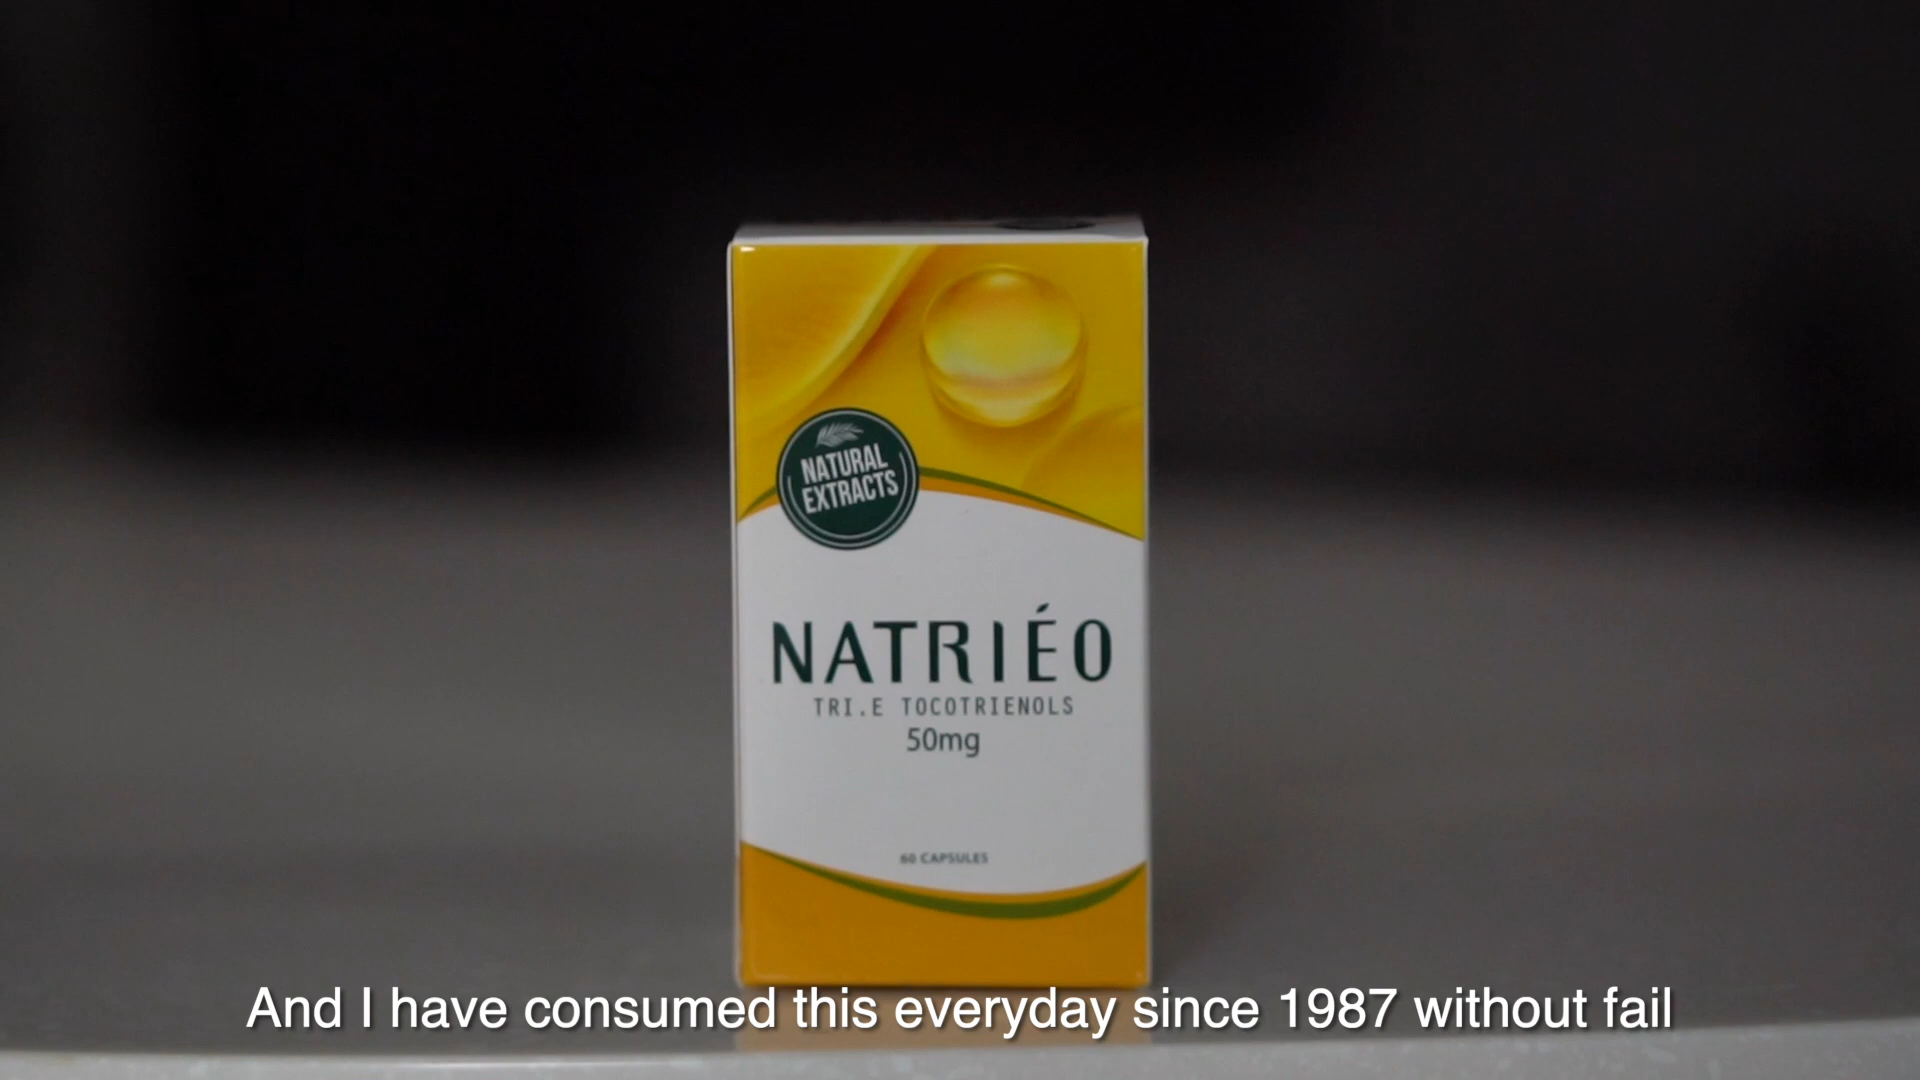 NATURAL
EXTRACTS
NATRIÉO
TRI.E TOCOTRIENOLS
50mg
60 CAPSULES
And I have consumed this everyday since 1987 without fail